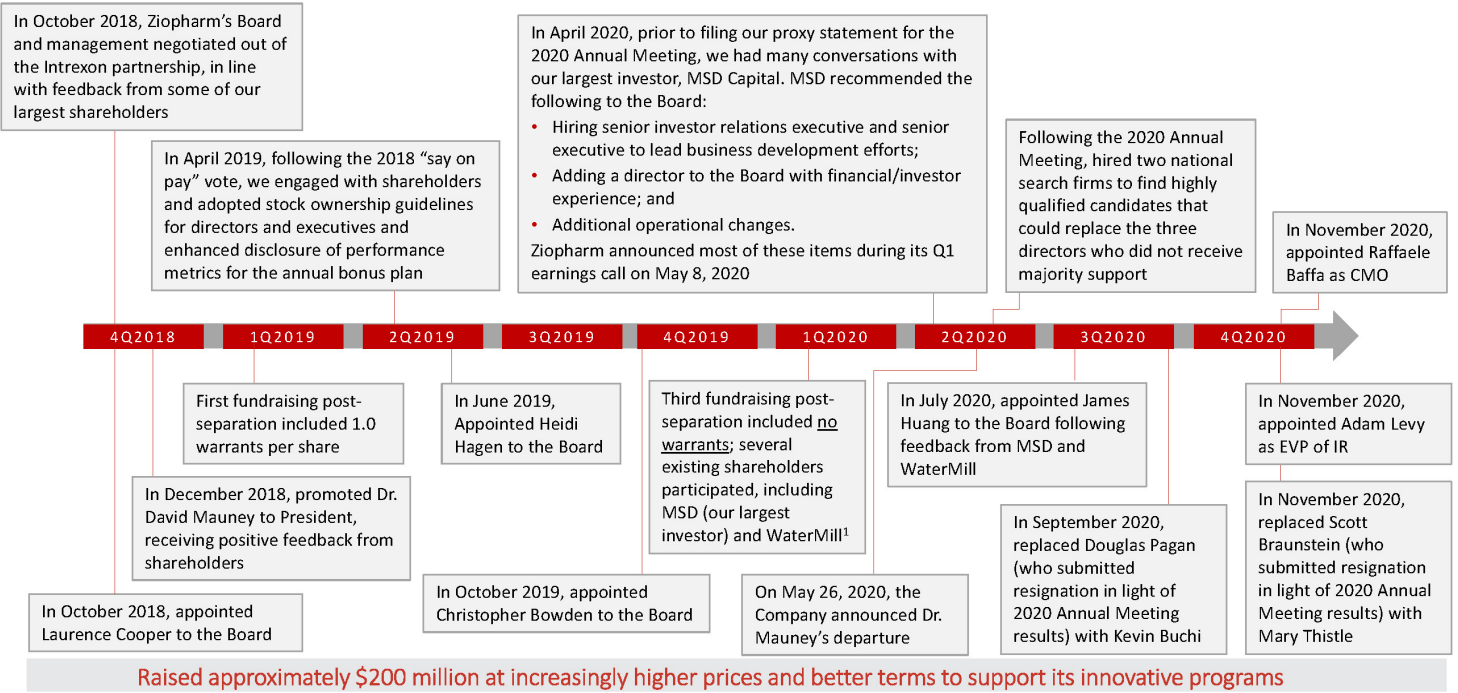 In October 2018, Ziopharm’s Board
and management negotiated out of
the Intrexon partnership, in line
with feedback from some of our
largest shareholders
In April 2019, following the 2018 “say on
pay” vote, we engaged with shareholders
and adopted stock ownership guidelines
for directors and executives and
enhanced disclosure of performance
metrics for the annual bonus plan
In April 2020, prior to filing our proxy statement for the
2020 Annual Meeting, we had many conversations with
our largest investor, MSD Capital. MSD recommended the
following to the Board:
• Hiring senior investor relations executive and senior
executive to lead business development efforts;
• Adding a director to the Board with financial/investor
experience; and
• Additional operational changes.
Ziopharm announced most of these items during its Q1
earnings call on May 8, 2020
Following the 2020 Annual
Meeting, hired two national
search firms to find highly
qualified candidates that
could replace the three
directors who did not receive
majority support
In November 2020,
appointed Raffaele
Baffa as CMO
4Q2018
1Q2019
2Q2019
3Q2019
4Q2019
1Q2020
2Q2020
3Q2020
4Q2020
First fundraising post-
separation included 1.0
warrants per share
In December 2018, promoted Dr.
David Mauney to President,
receiving positive feedback from
shareholders
In October 2018, appointed
Laurence Cooper to the Board
In June 2019,
Appointed Heidi
Hagen to the Board
In October 2019, appointed
Christopher Bowden to the Board
Third fundraising post-
separation included no
warrants; several
existing shareholders
participated, including
MSD (our largest
investor) and WaterMill1
On May 26, 2020, the
Company announced Dr.
Mauney’s departure
In July 2020, appointed James
Huang to the Board following
feedback from MSD and
WaterMill
In September 2020,
replaced Douglas Pagan
(who submitted
resignation in light of
2020 Annual Meeting
results) with Kevin Buchi
In November 2020,
appointed Adam Levy
as EVP of IR
In November 2020,
replaced Scott
Braunstein (who
submitted resignation
in light of 2020 Annual
Meeting results) with
Mary Thistle
Raised approximately $200 million at increasingly higher prices and better terms to support its innovative programs